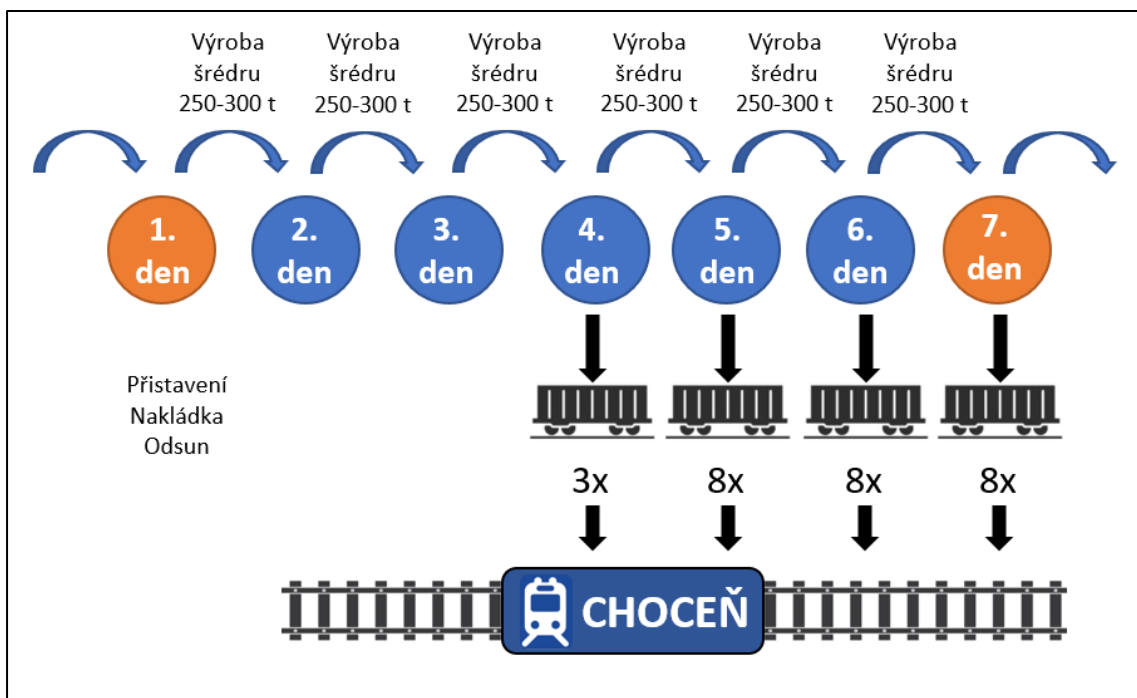 Výroba
šrédru
250-300 t
Výroba
šrédru
250-300 t
Výroba
šrédru
250-300 t
Výroba
šrédru
250-300 t
Výroba
šrédru
250-300 t
Výroba
šrédru
250-300 t
1.
den
2.
den
3.
den
4.
den
5.
den
6.
den
7.
den
Přistavení
Nakládka
Odsun
3x
8x
8x
8x
CHOCEŇ